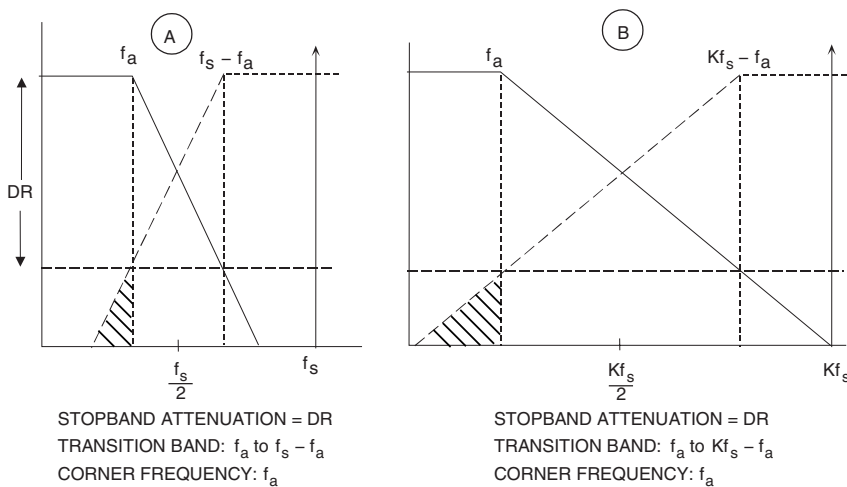 A
B
f_a
f_s – f_a
f_a
Kf_s – f_a
DR
f_s
2
f_s
Kf_s
2
Kf_s
STOPBAND ATTENUATION = DR
TRANSITION BAND: f_a to f_s – f_a
CORNER FREQUENCY: f_a
STOPBAND ATTENUATION = DR
TRANSITION BAND: f_a to Kf_s – f_a
CORNER FREQUENCY: f_a